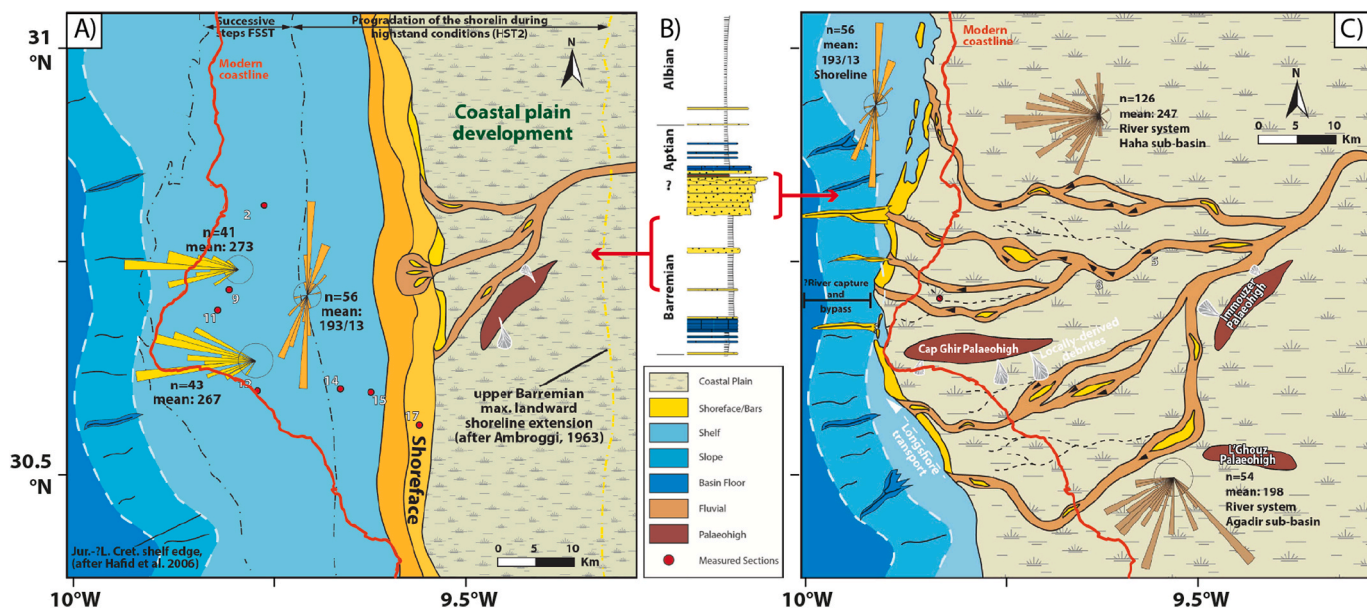 A)
Successive
steps FSST
Progradation of the shorelin during
highstand conditions (HST2)
31
°N
Modern
coastline
N
0 5 10
Km
Coastal plain
development
2
n=41
mean: 273
9
11
n=56
mean:
193/13
n=43
mean: 267
12
14
15
17
Shoreface
upper Barremian
max. landward
shoreline extension
(after Ambroggi, 1963)
30.5
°N
Jur.-?L. Cret. shelf edge,
(after Hafid et al. 2006)
0 5 10
Km
10°W
9.5°W
B)
Albian
Aptian
?
Barremian
Coastal Plain
Shoreface/Bars
Shelf
Slope
Basin Floor
Fluvial
Palaeohigh
Measured Sections
C)
n=56
mean:
193/13
Shoreline
Modern
coastline
n=126
mean: 247
River system
Haha sub-basin
N
0 5 10
Km
5
?River capture
and
bypass
Immouzer
Palaeohigh
Cap Ghir Palaeohigh
Locally-derived
debrites
Longshore
transport
L'Ghouz
Palaeohigh
n=54
mean: 198
River system
Agadir sub-basin
10°W
9.5°W